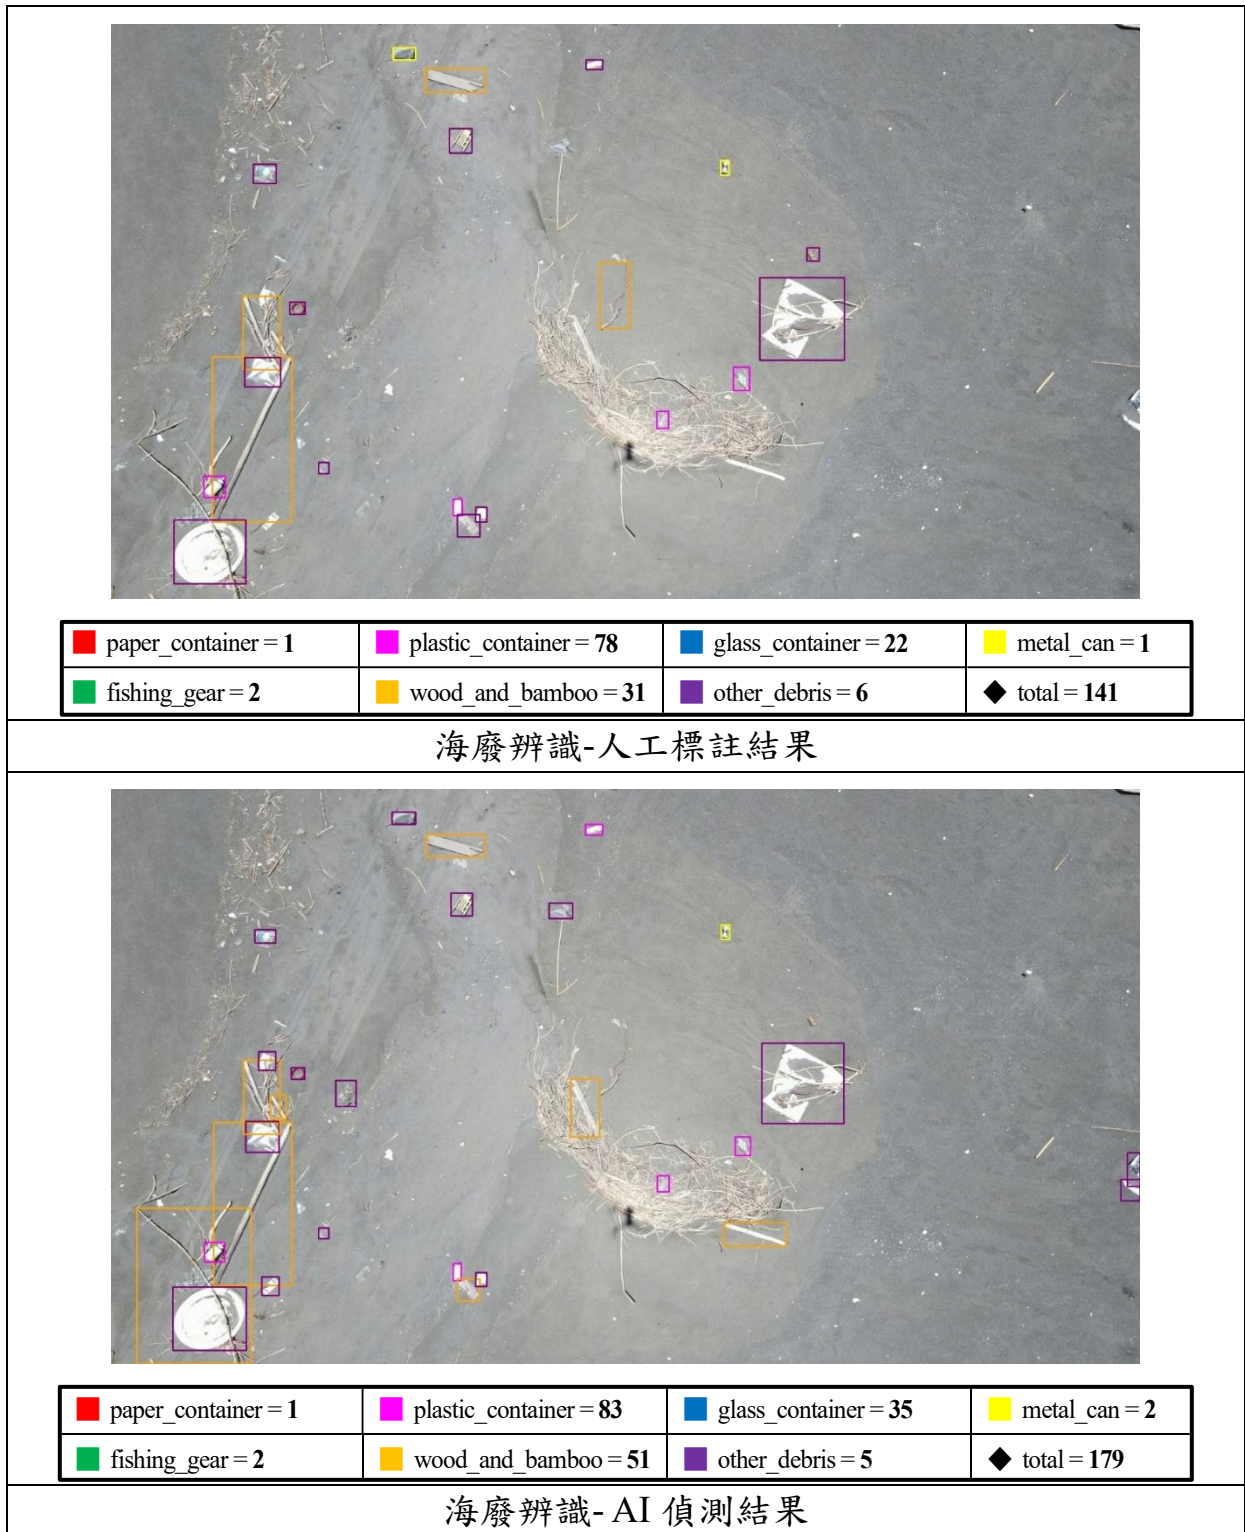 paper_container = 1
plastic_container = 78
glass_container = 22
metal_can = 1
fishing_gear = 2
wood_and_bamboo = 31
other_debris = 6
total = 141
海廢辨識-人工標註結果
paper_container = 1
plastic_container = 83
glass_container = 35
metal_can = 2
fishing_gear = 2
wood_and_bamboo = 51
other_debris = 5
total = 179
海廢辨識- AI 偵測結果